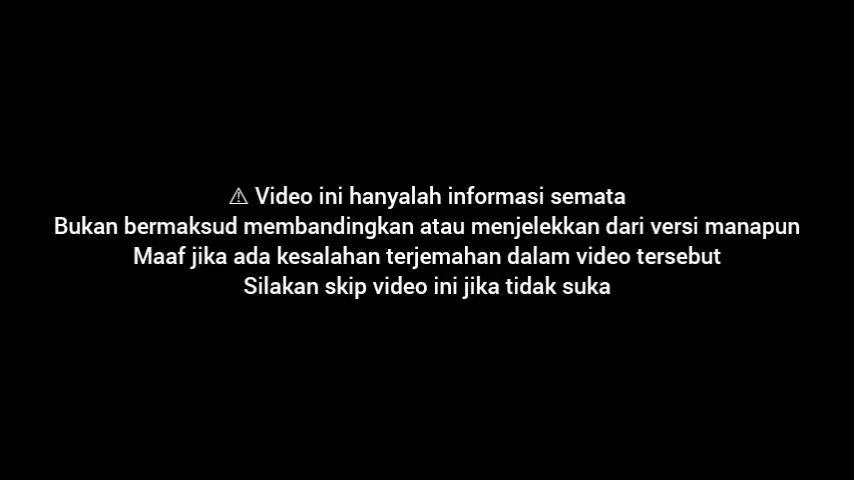 ⚠ Video ini hanyalah informasi semata
Bukan bermaksud membandingkan atau menjelekkan dari versi manapun
Maaf jika ada kesalahan terjemahan dalam video tersebut
Silakan skip video ini jika tidak suka